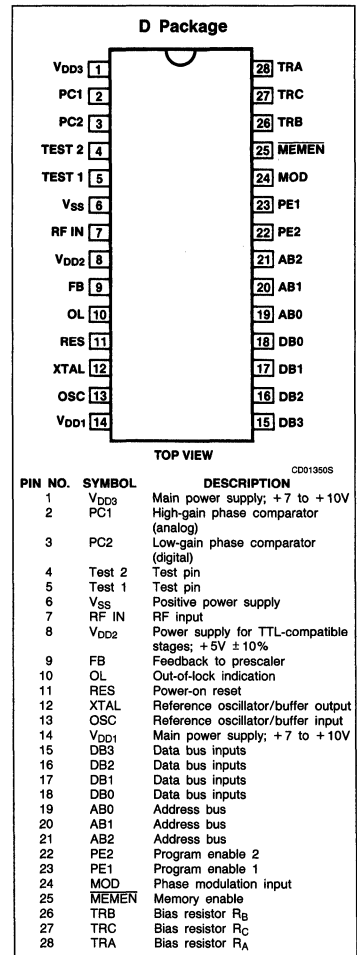 D Package
VDD3 1
28 TRA
PC1 2
27 TRC
PC2 3
26 TRB
TEST 2 4
25 MEMEN
TEST 1 5
24 MOD
VSS 6
23 PE1
RF IN 7
22 PE2
VDD2 8
21 AB2
FB 9
20 AB1
OL 10
19 AB0
RES 11
18 DB0
XTAL 12
17 DB1
OSC 13
16 DB2
VDD1 14
15 DB3
TOP VIEW
CD01350S
PIN NO. SYMBOL DESCRIPTION
1 VDD3 Main power supply; +7 to +10V
2 PC1 High-gain phase comparator
(analog)
3 PC2 Low-gain phase comparator
(digital)
4 Test 2 Test pin
5 Test 1 Test pin
6 VSS Positive power supply
7 RF IN RF input
8 VDD2 Power supply for TTL-compatible
stages; +5V ±10%
9 FB Feedback to prescaler
10 OL Out-of-lock indication
11 RES Power-on reset
12 XTAL Reference oscillator/buffer output
13 OSC Reference oscillator/buffer input
14 VDD1 Main power supply; +7 to +10V
15 DB3 Data bus inputs
16 DB2 Data bus inputs
17 DB1 Data bus inputs
18 DB0 Data bus inputs
19 AB0 Address bus
20 AB1 Address bus
21 AB2 Address bus
22 PE2 Program enable 2
23 PE1 Program enable 1
24 MOD Phase modulation input
25 MEMEN Memory enable
26 TRB Bias resistor RB
27 TRC Bias resistor RC
28 TRA Bias resistor RA